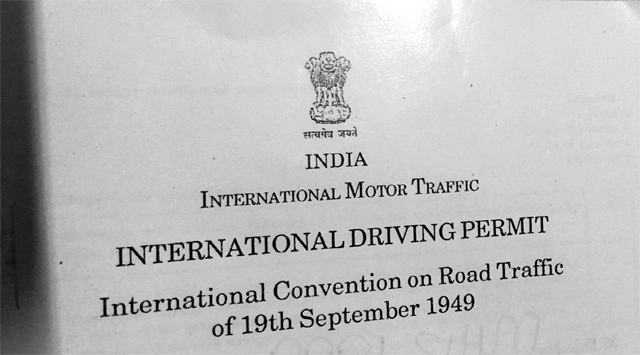 सत्यमेव जयते
INDIA
INTERNATIONAL MOTOR TRAFFIC
INTERNATIONAL DRIVING PERMIT
International Convention on Road Traffic
of 19th September 1949